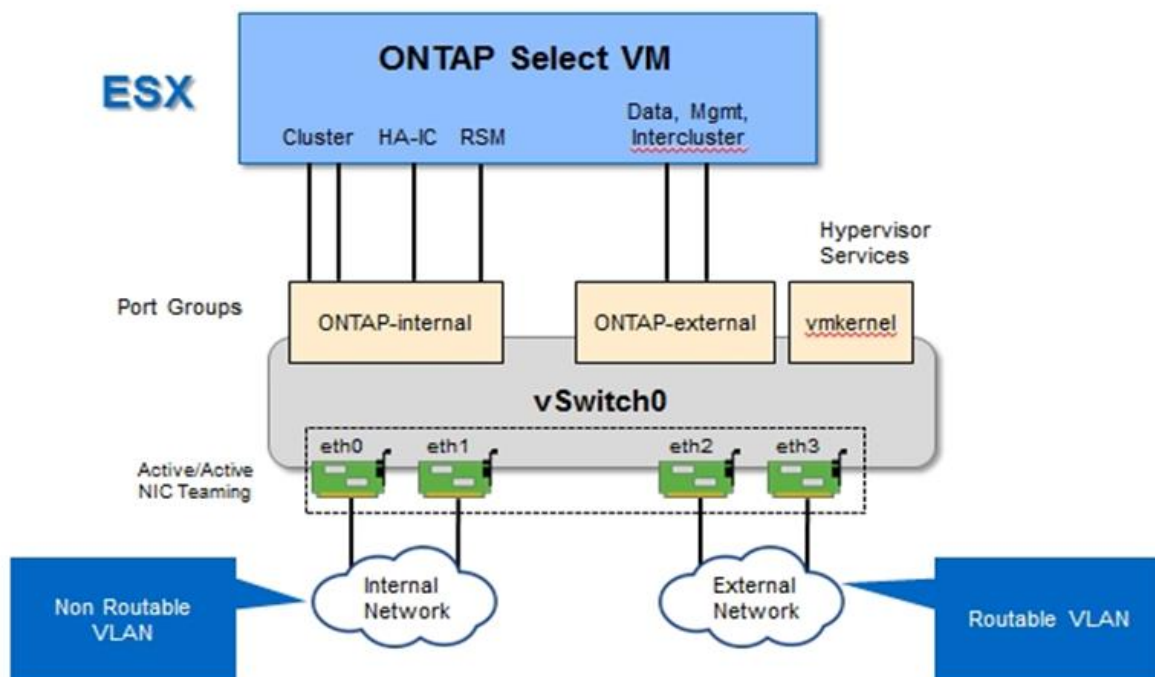 ESX
ONTAP Select VM
Cluster
HA-IC
RSM
Data, Mgmt,
Intercluster
Hypervisor
Services
Port Groups
ONTAP-internal
ONTAP-external
vmkernel
vSwitch0
eth0
eth1
eth2
eth3
Active/Active
NIC Teaming
Internal
Network
External
Network
Non Routable
VLAN
Routable VLAN